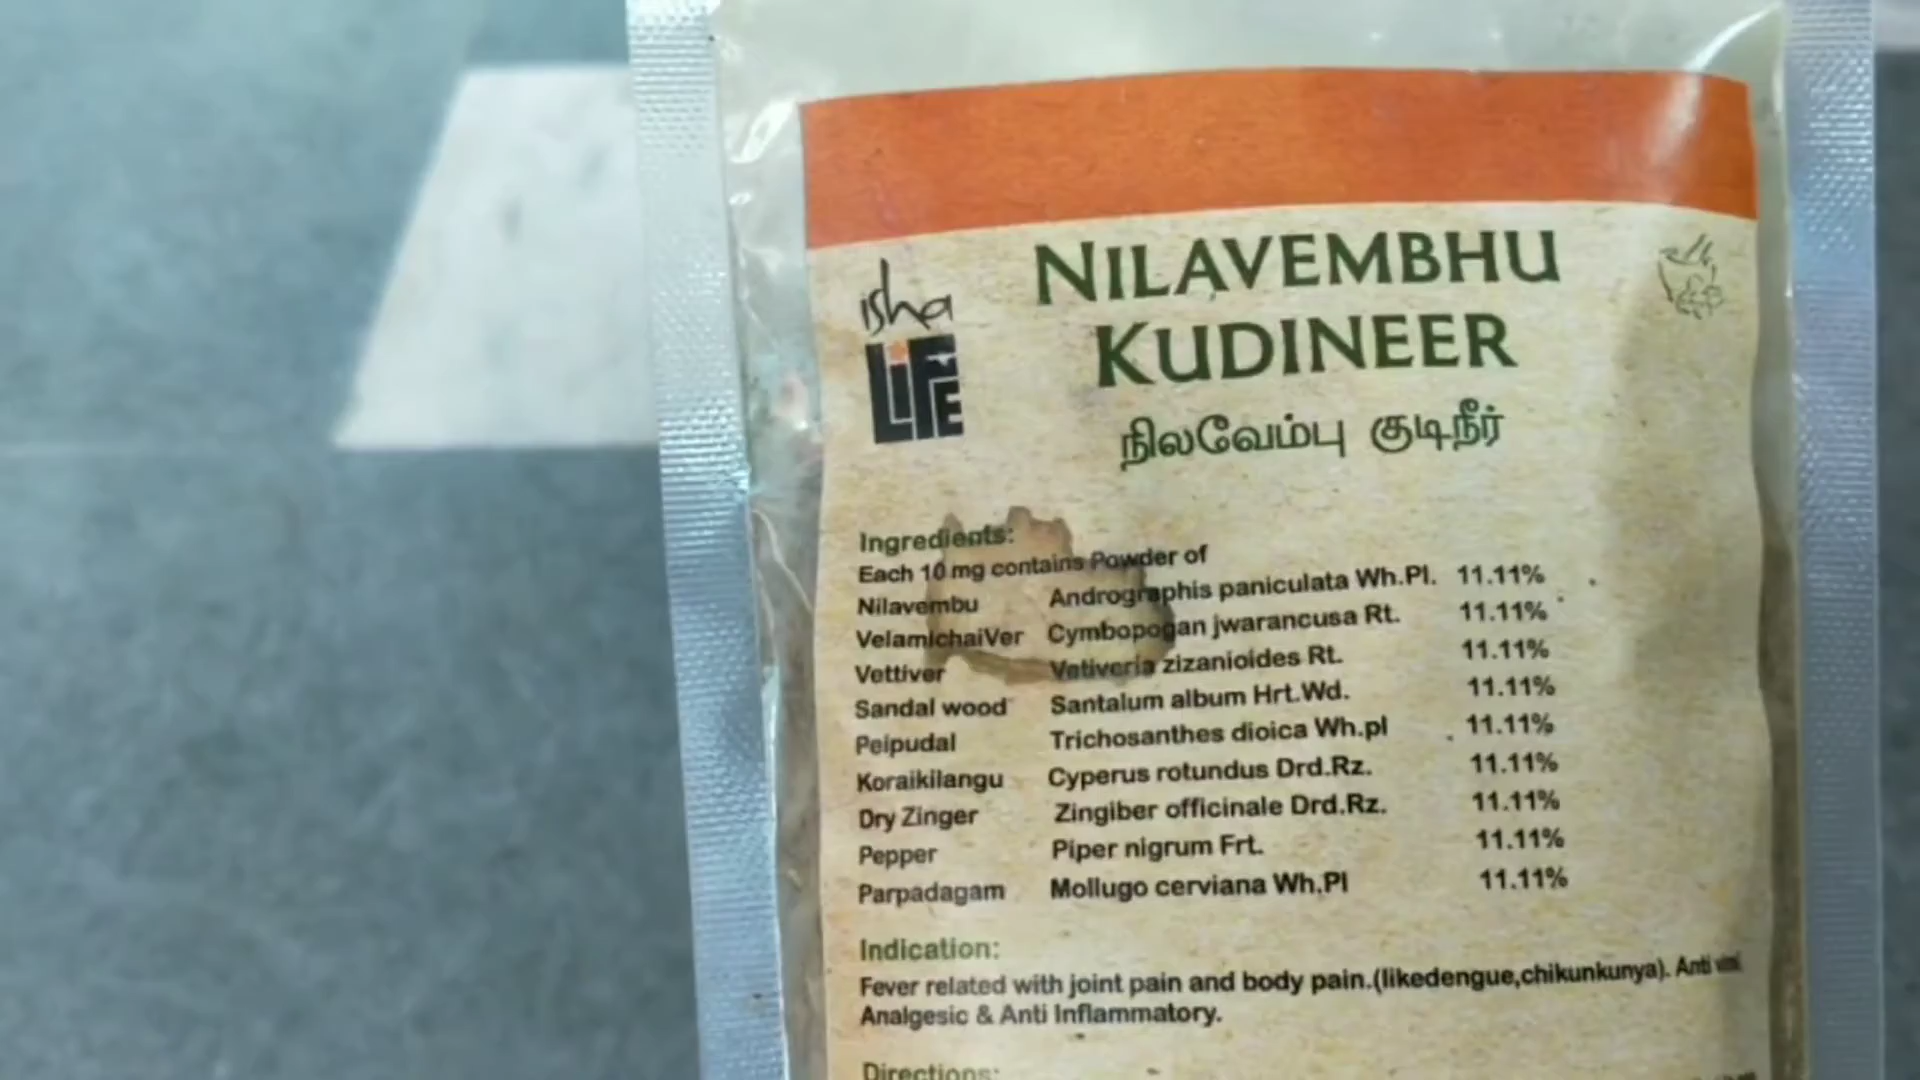 isha
LIFE
NILAVEMBHU
KUDINEER
நிலவேம்பு குடிநீர்
Ingredients:
Each 10 mg contains Powder of
Nilavembu Andrographis paniculata Wh.Pl. 11.11%
VelamichaiVer Cymbopogan jwarancusa Rt. 11.11%
Vettiver Vetiveria zizanioides Rt. 11.11%
Sandal wood Santalum album Hrt.Wd. 11.11%
Peipudal Trichosanthes dioica Wh.pl 11.11%
Koraikilangu Cyperus rotundus Drd.Rz. 11.11%
Dry Zinger Zingiber officinale Drd.Rz. 11.11%
Pepper Piper nigrum Frt. 11.11%
Parpadagam Mollugo cerviana Wh.Pl 11.11%
Indication:
Fever related with joint pain and body pain.(likedengue,chikunkunya). Anti
Analgesic & Anti Inflammatory.
Directions: